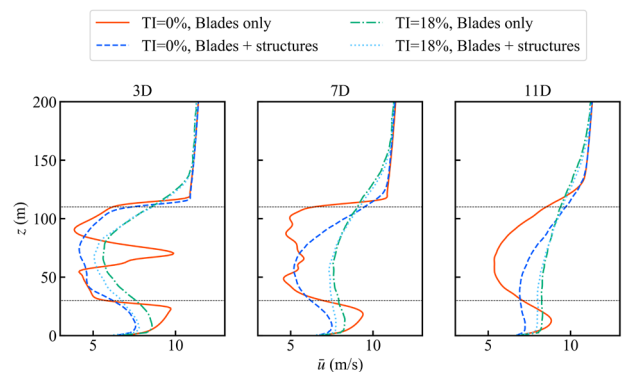 TI=0%, Blades only
TI=18%, Blades only
TI=0%, Blades + structures
TI=18%, Blades + structures
3D
7D
11D
200
150
100
50
0
z (m)
5
10
5
10
5
10
ū (m/s)